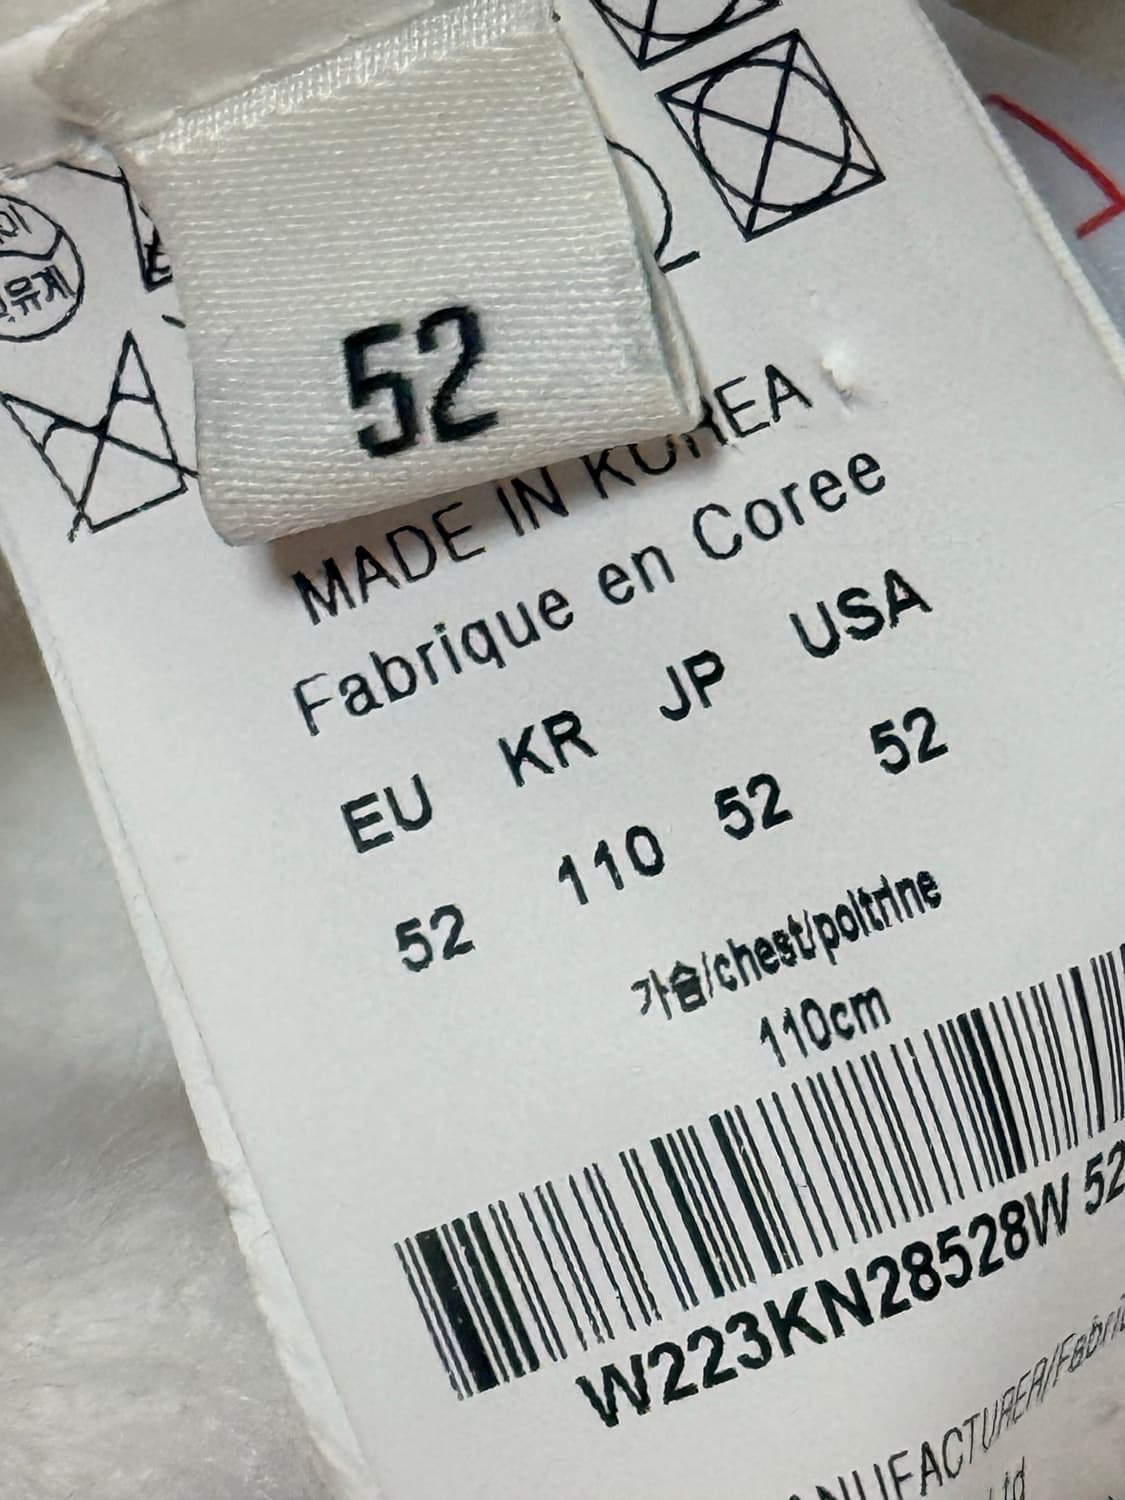 52
MADE IN KOREA
Fabrique en Coree
EU KR JP USA
52 110 52 52
가슴/chest/poitrine
110cm
W223KN28528W 52